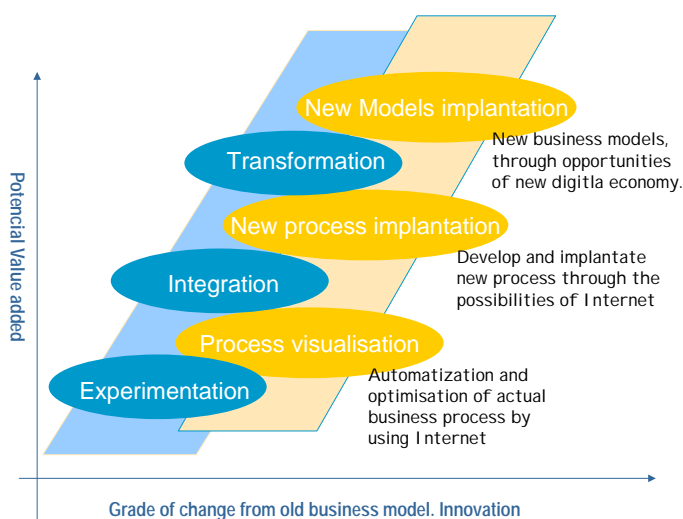 New Models implantation
New business models,
through opportunities
of new digitla economy.
Transformation
New process implantation
Develop and implantate
new process through the
possibilities of Internet
Integration
Process visualisation
Automatization and
optimisation of actual
business process by
using Internet
Experimentation
Potencial Value added
Grade of change from old business model. Innovation